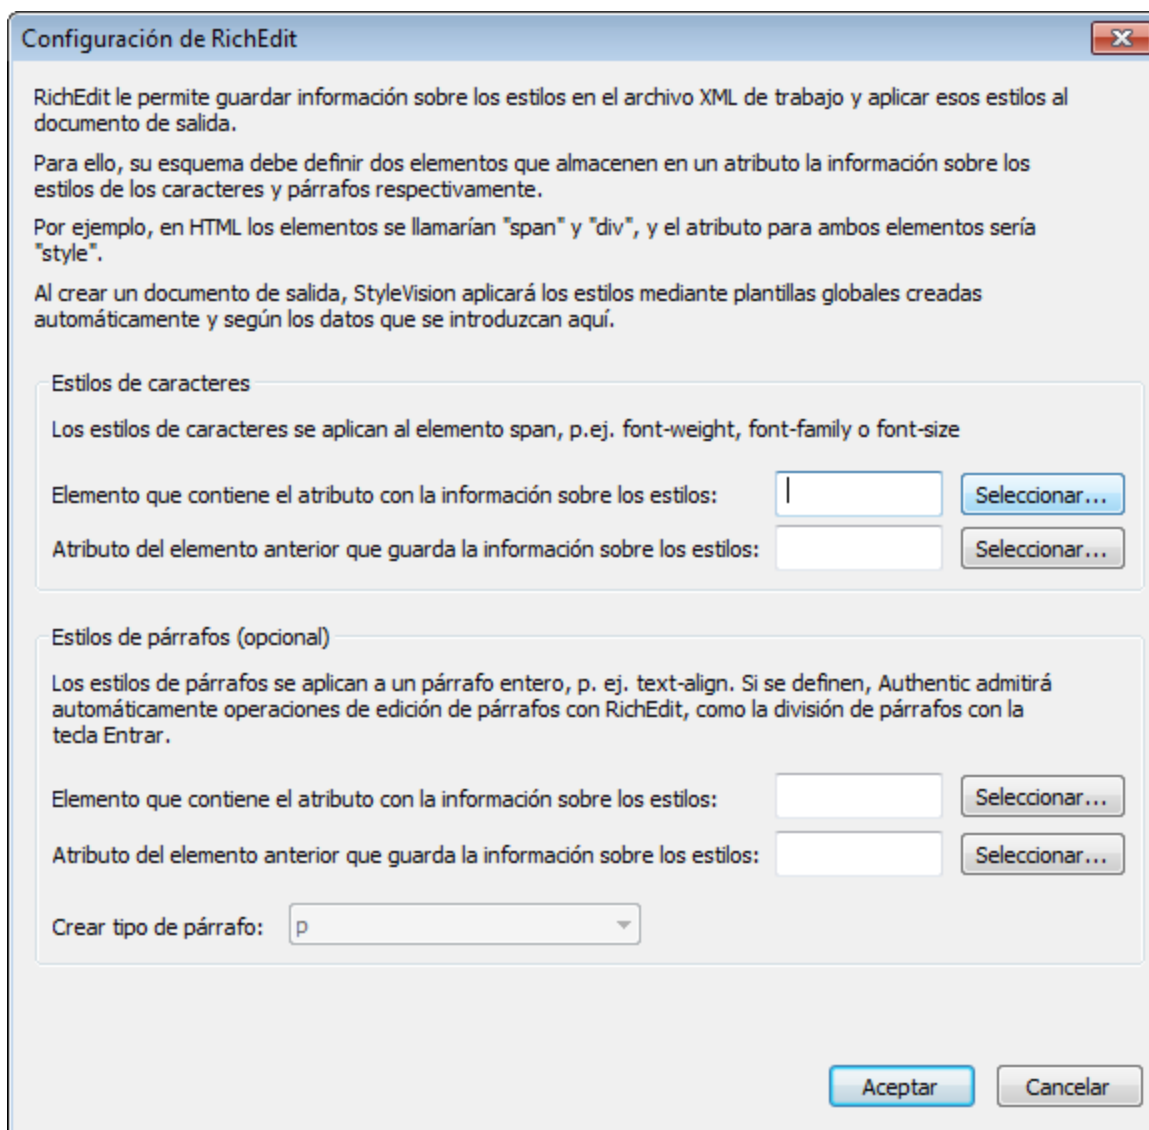 Configuración de RichEdit
RichEdit le permite guardar información sobre los estilos en el archivo XML de trabajo y aplicar esos estilos al
documento de salida.
Para ello, su esquema debe definir dos elementos que almacenen en un atributo la información sobre los
estilos de los caracteres y párrafos respectivamente.
Por ejemplo, en HTML los elementos se llamarían "span" y "div", y el atributo para ambos elementos sería
"style".
Al crear un documento de salida, StyleVision aplicará los estilos mediante plantillas globales creadas
automáticamente y según los datos que se introduzcan aquí.
Estilos de caracteres
Los estilos de caracteres se aplican al elemento span, p.ej. font-weight, font-family o font-size
Elemento que contiene el atributo con la información sobre los estilos: Seleccionar...
Atributo del elemento anterior que guarda la información sobre los estilos: Seleccionar...
Estilos de párrafos (opcional)
Los estilos de párrafos se aplican a un párrafo entero, p. ej. text-align. Si se definen, Authentic admitirá
automáticamente operaciones de edición de párrafos con RichEdit, como la división de párrafos con la
tecla Entrar.
Elemento que contiene el atributo con la información sobre los estilos: Seleccionar...
Atributo del elemento anterior que guarda la información sobre los estilos: Seleccionar...
Crear tipo de párrafo: p
Aceptar Cancelar